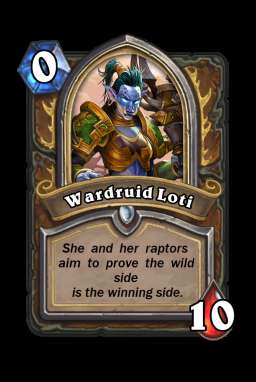 0
Wardruid Loti
She and her raptors
aim to prove the wild
side
is the winning side.
10